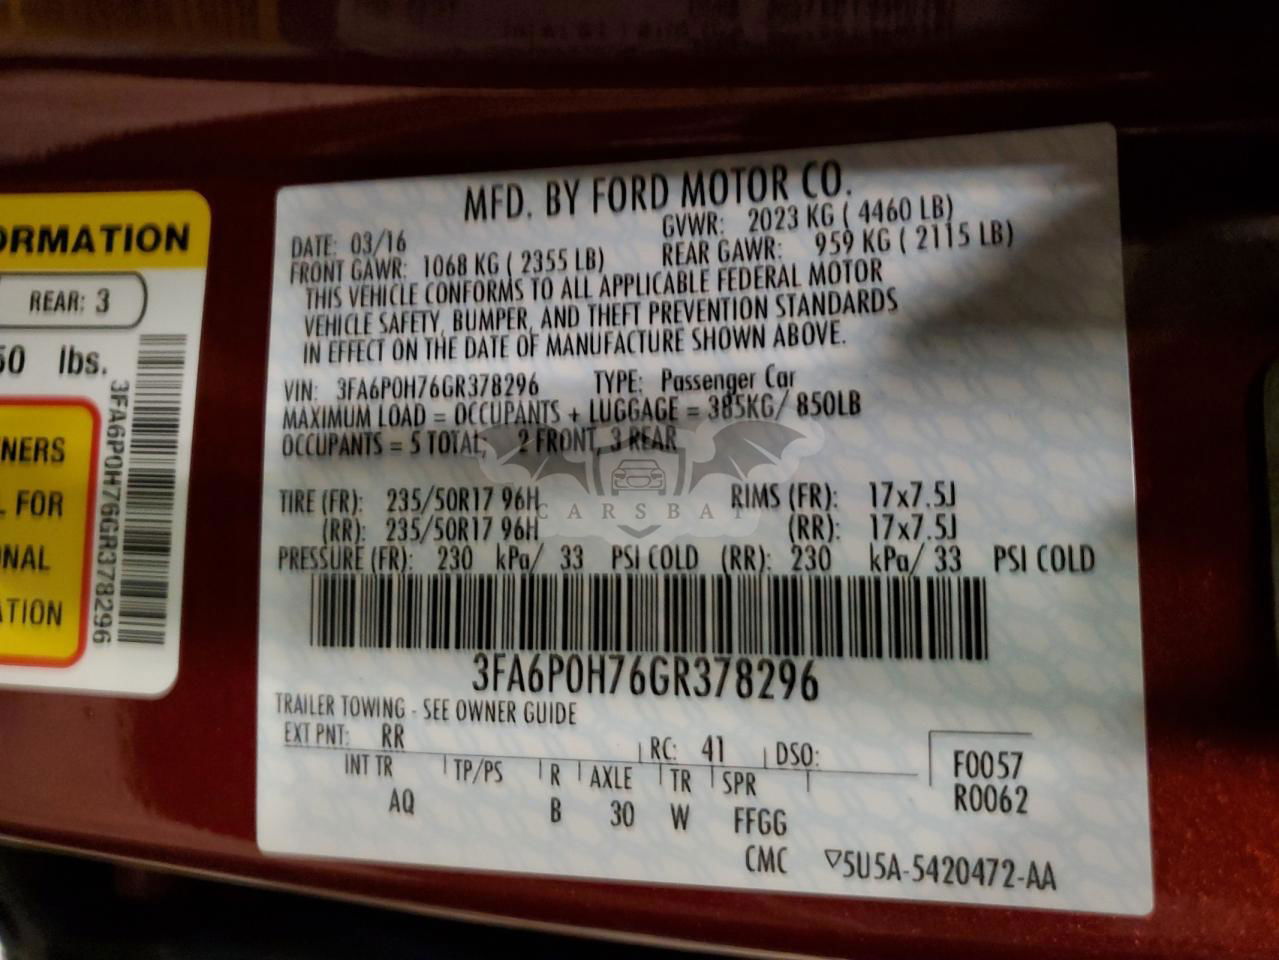 ORMATION
REAR: 3
50 lbs.
NERS
L FOR
NAL
ATION
3FA6P0H76GR378296
MFD. BY FORD MOTOR CO.
DATE: 03/16 GVWR: 2023 KG ( 4460 LB)
FRONT GAWR: 1068 KG ( 2355 LB) REAR GAWR: 959 KG ( 2115 LB)
THIS VEHICLE CONFORMS TO ALL APPLICABLE FEDERAL MOTOR
VEHICLE SAFETY, BUMPER, AND THEFT PREVENTION STANDARDS
IN EFFECT ON THE DATE OF MANUFACTURE SHOWN ABOVE.
VIN: 3FA6P0H76GR378296 TYPE: Passenger Car
MAXIMUM LOAD = OCCUPANTS + LUGGAGE = 385KG/ 850LB
OCCUPANTS = 5 TOTAL; 2 FRONT, 3 REAR
CARSBAT
TIRE (FR): 235/50R17 96H RIMS (FR): 17x7.5J
(RR): 235/50R17 96H (RR): 17x7.5J
PRESSURE (FR): 230 kPa/ 33 PSI COLD (RR): 230 kPa/ 33 PSI COLD
3FA6P0H76GR378296
TRAILER TOWING - SEE OWNER GUIDE
EXT PNT: RR RC: 41 DSO:
INT TR TP/PS R AXLE TR SPR
AQ B 30 W FFGG
CMC
F0057
R0062
▽5U5A-5420472-AA